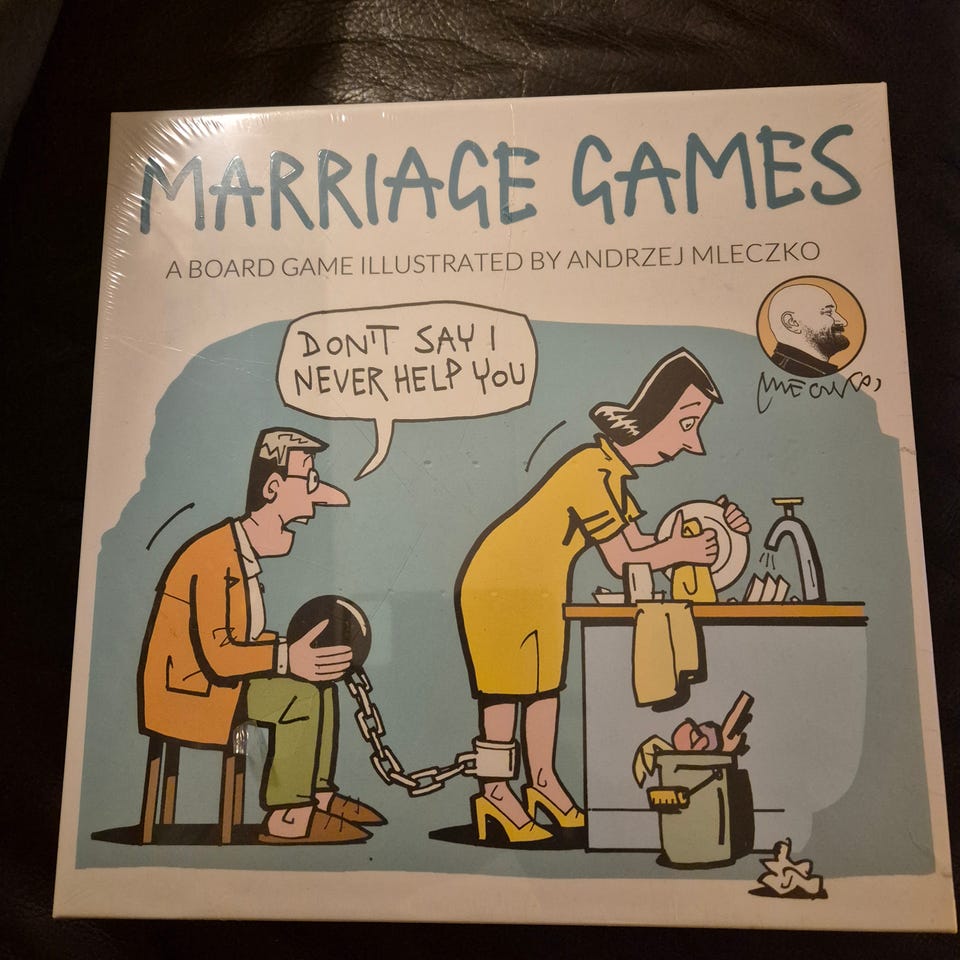 MARRIAGE GAMES
A BOARD GAME ILLUSTRATED BY ANDRZEJ MLECZKO
DON'T SAY I
NEVER HELP YOU